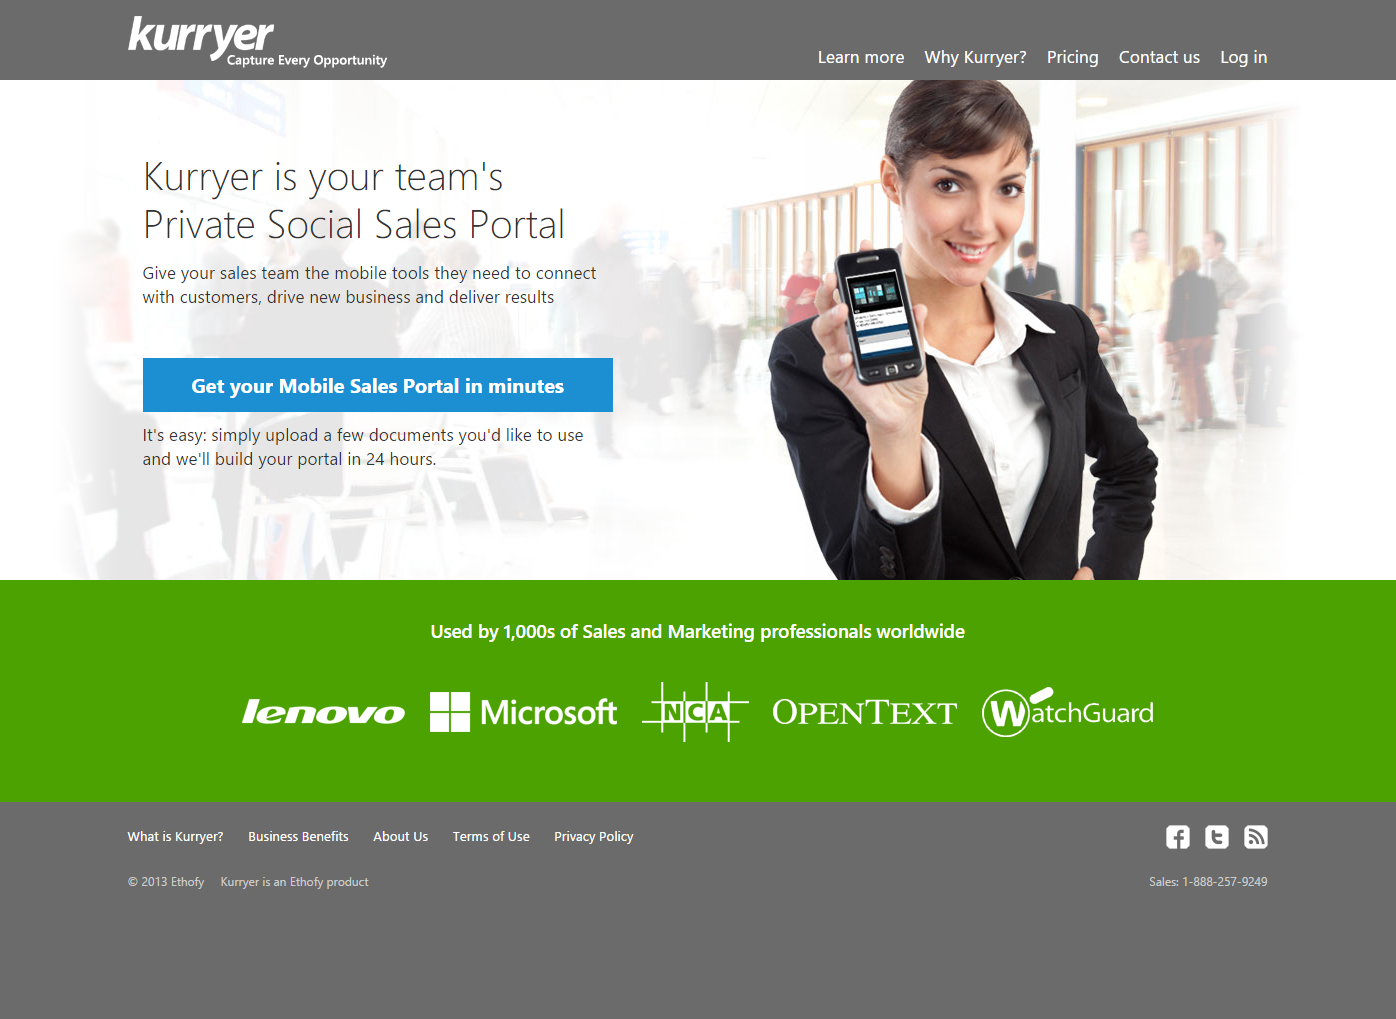 kurryer
Capture Every Opportunity
Learn more Why Kurryer? Pricing Contact us Log in
Kurryer is your team's
Private Social Sales Portal
Give your sales team the mobile tools they need to connect
with customers, drive new business and deliver results
Get your Mobile Sales Portal in minutes
It's easy: simply upload a few documents you'd like to use
and we'll build your portal in 24 hours.
Used by 1,000s of Sales and Marketing professionals worldwide
lenovo Microsoft NCA OPENTEXT WatchGuard
What is Kurryer? Business Benefits About Us Terms of Use Privacy Policy
© 2013 Ethofy Kurryer is an Ethofy product Sales: 1-888-257-9249